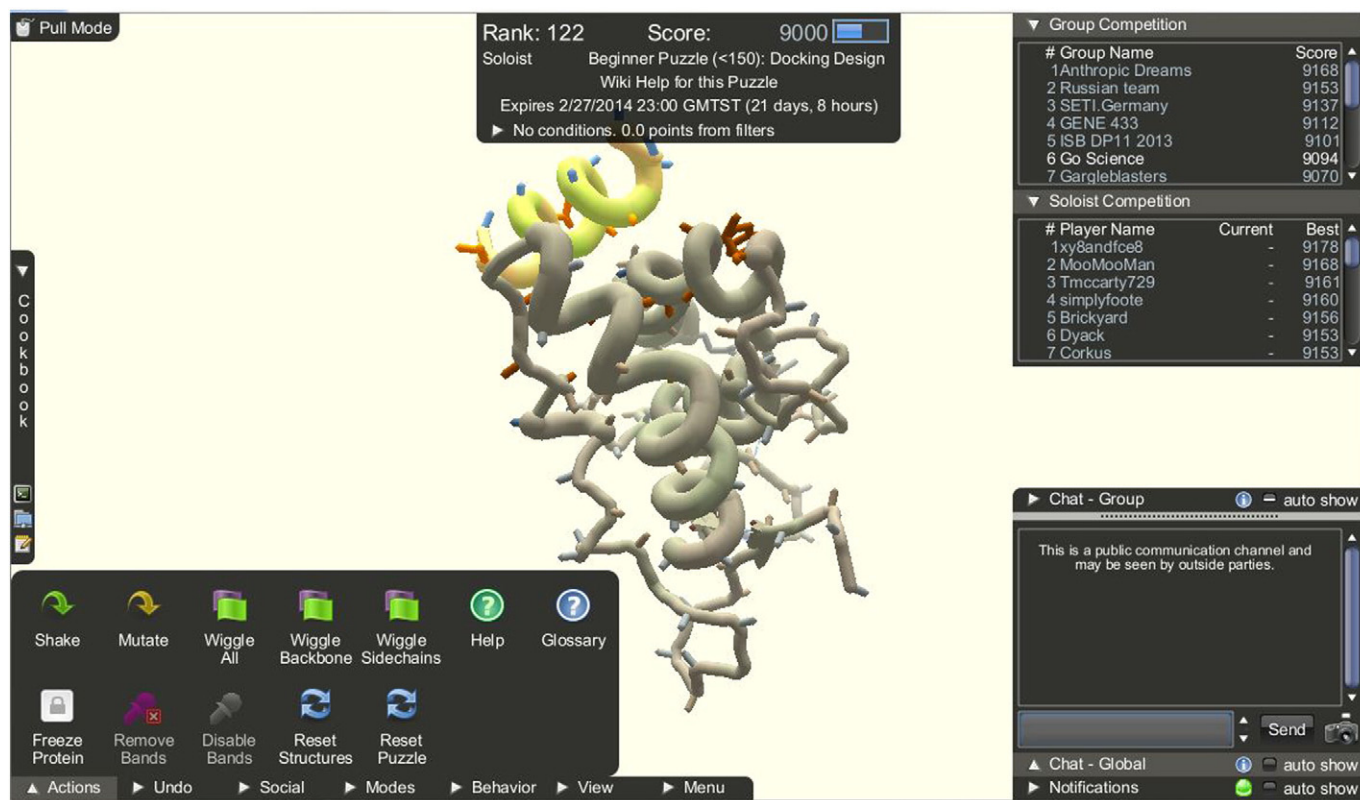 Pull Mode
Rank: 122 Score: 9000
Soloist Beginner Puzzle (<150): Docking Design
Wiki Help for this Puzzle
Expires 2/27/2014 23:00 GMTST (21 days, 8 hours)
No conditions. 0.0 points from filters
Group Competition
# Group Name Score
1Anthropic Dreams 9168
2 Russian team 9153
3 SETI.Germany 9137
4 GENE 433 9112
5 ISB DP11 2013 9101
6 Go Science 9094
7 Gargleblasters 9070
Soloist Competition
# Player Name Current Best
1xy8andfce8 - 9178
2 MooMooMan - 9168
3 Tmccarty729 - 9161
4 simplyfoote - 9160
5 Brickyard - 9156
6 Dyack - 9153
7 Corkus - 9153
Cookbook
Chat - Group auto show
This is a public communication channel and
may be seen by outside parties.
Send
Chat - Global auto show
Notifications auto show
Shake Mutate Wiggle All Wiggle Backbone Wiggle Sidechains Help Glossary
Freeze Protein Remove Bands Disable Bands Reset Structures Reset Puzzle
Actions Undo Social Modes Behavior View Menu